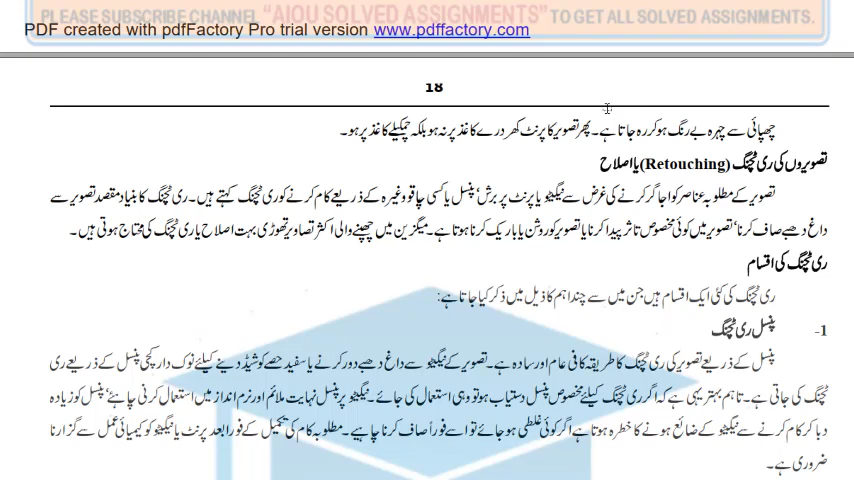 PLEASE SUBSCRIBE CHANNEL “AIOU SOLVED ASSIGNMENTS” TO GET ALL SOLVED ASSIGNMENTS.
PDF created with pdfFactory Pro trial version www.pdffactory.com
18
چھپائی سے چہرہ بے رنگ ہو کر رہ جاتا ہے۔ پھر تصویر کا پرنٹ کھردرے کاغذ پر نہ ہو بلکہ چمکیلے کاغذ پر ہو۔
تصویروں کی ری ٹچنگ (Retouching) یا اصلاح
تصویر کے مطلوبہ عناصر کو اجاگر کرنے کی غرض سے نیگیٹو یا پرنٹ پر برش‘ پنسل یا کسی چاقو وغیرہ کے ذریعے کام کرنے کو ری ٹچنگ کہتے ہیں۔ ری ٹچنگ کا بنیاد مقصد تصویر سے
داغ دھبے صاف کرنا‘ تصویر میں کوئی مخصوص تاثر پیدا کرنا یا تصویر کو روشن یا باریک کرنا ہوتا ہے۔ میگزین میں چھپنے والی اکثر تصاویر تھوڑی بہت اصلاح یا ری ٹچنگ کی محتاج ہوتی ہیں۔
ری ٹچنگ کی اقسام
ری ٹچنگ کی کئی ایک اقسام ہیں جن میں سے چند اہم کا ذیل میں ذکر کیا جاتا ہے:
1- پنسل ری ٹچنگ
پنسل کے ذریعے تصویر کی ری ٹچنگ کا طریقہ کافی عام اور سادہ ہے۔ تصویر کے نیگیٹو سے داغ دھبے دور کرنے یا سفید حصے کو شیڈ دینے کیلئے نوک دار کچی پنسل کے ذریعے ری
ٹچنگ کی جاتی ہے۔ تاہم بہتر یہی ہے کہ اگر ری ٹچنگ کیلئے مخصوص پنسل دستیاب ہو تو وہی استعمال کی جائے۔ نیگیٹو پر پنسل نہایت ملائم اور نرم انداز میں استعمال کرنی چاہئے‘ پنسل کو زیادہ
دبا کر کام کرنے سے نیگیٹو کے ضائع ہونے کا خطرہ ہوتا ہے اگر کوئی غلطی ہو جائے تو اسے فوراً صاف کرنا چاہیے۔ مطلوبہ کام کی تکمیل کے فورا بعد پرنٹ یا نیگیٹو کو کیمیائی عمل سے گزارنا
ضروری ہے۔